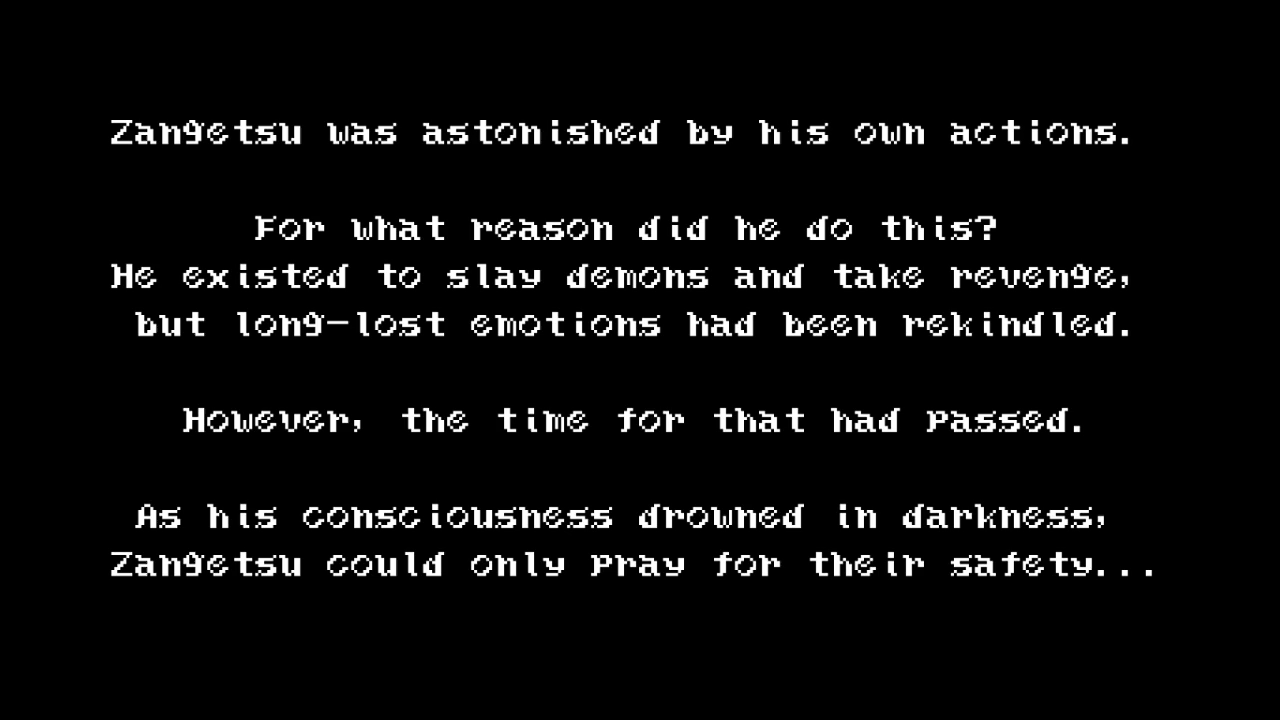 Zangetsu was astonished by his own actions.
For what reason did he do this?
He existed to slay demons and take revenge,
but long-lost emotions had been rekindled.
However, the time for that had passed.
As his consciousness drowned in darkness,
Zangetsu could only pray for their safety...